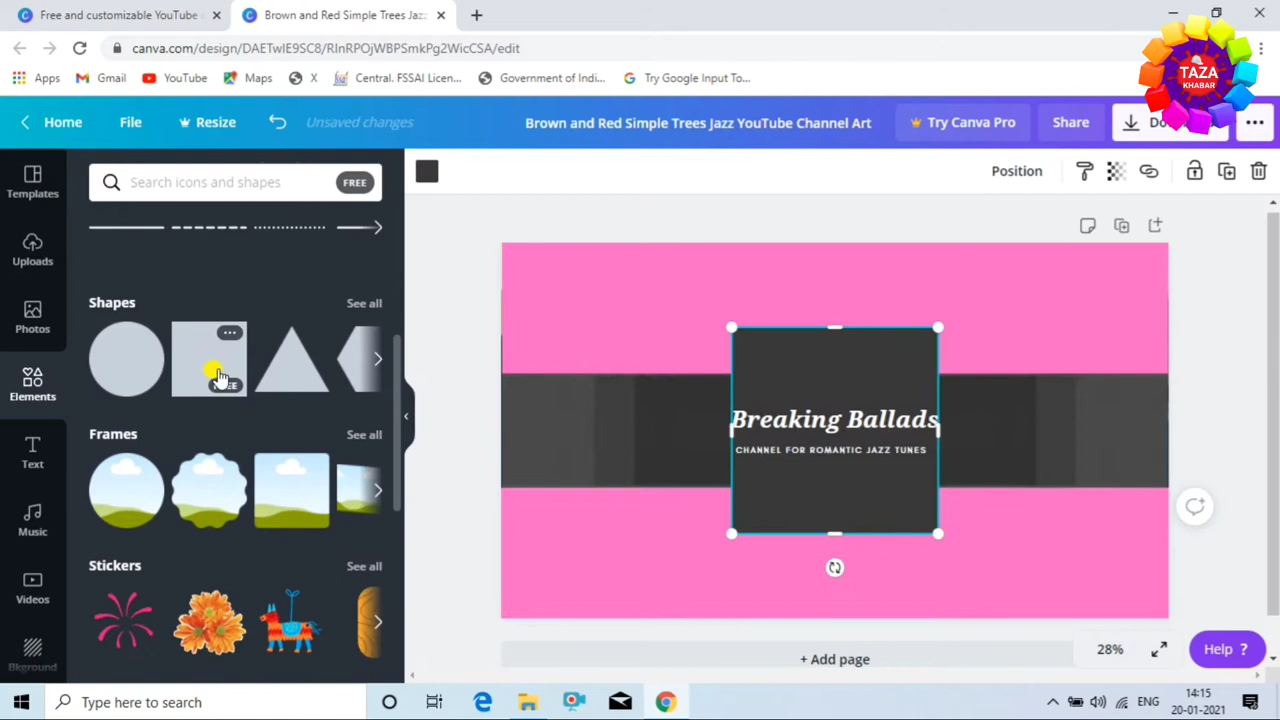 Free and customizable YouTube
Brown and Red Simple Trees Jazz
canva.com/design/DAETwIE9SC8/RInRPOjWBPSmkPg2WicCSA/edit
Apps
Gmail
YouTube
Maps
X
Central. FSSAI Licen...
Government of Indi...
Try Google Input To...
TAZA
KHABAR
Home
File
Resize
Unsaved changes
Brown and Red Simple Trees Jazz YouTube Channel Art
Try Canva Pro
Share
Templates
Uploads
Photos
Elements
Text
Music
Videos
Bkground
Search icons and shapes
FREE
Position
Shapes
See all
Frames
See all
Stickers
See all
Breaking Ballads
CHANNEL FOR ROMANTIC JAZZ TUNES
+ Add page
28%
Help ?
Type here to search
ENG
14:15
20-01-2021